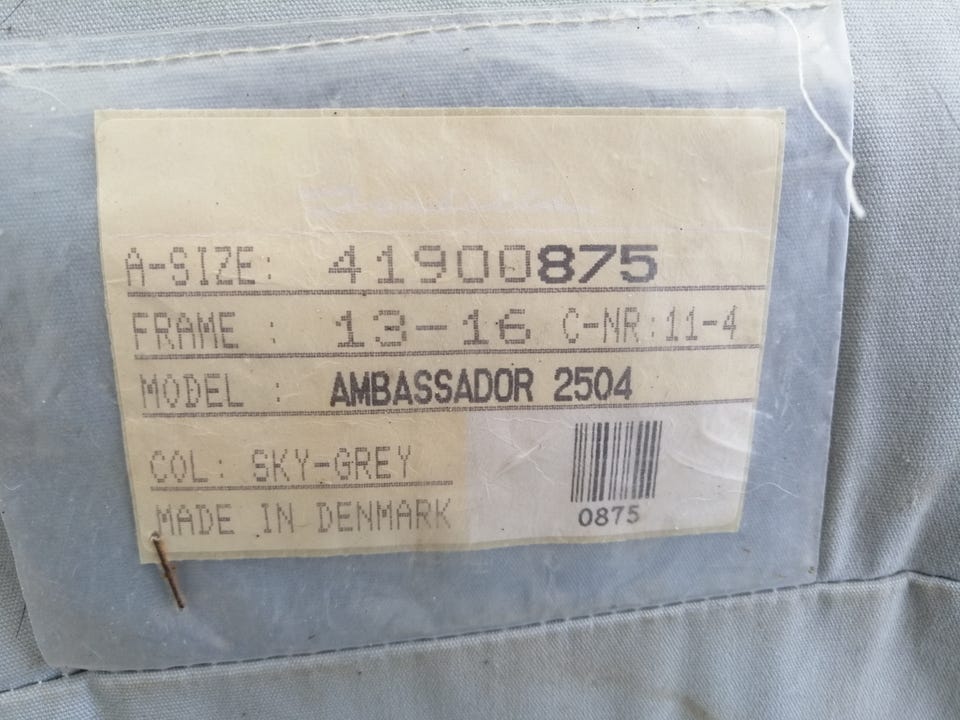 A-SIZE: 41900875
FRAME : 13-16 C-NR:11-4
MODEL : AMBASSADOR 2504
COL: SKY-GREY
MADE IN DENMARK
0875